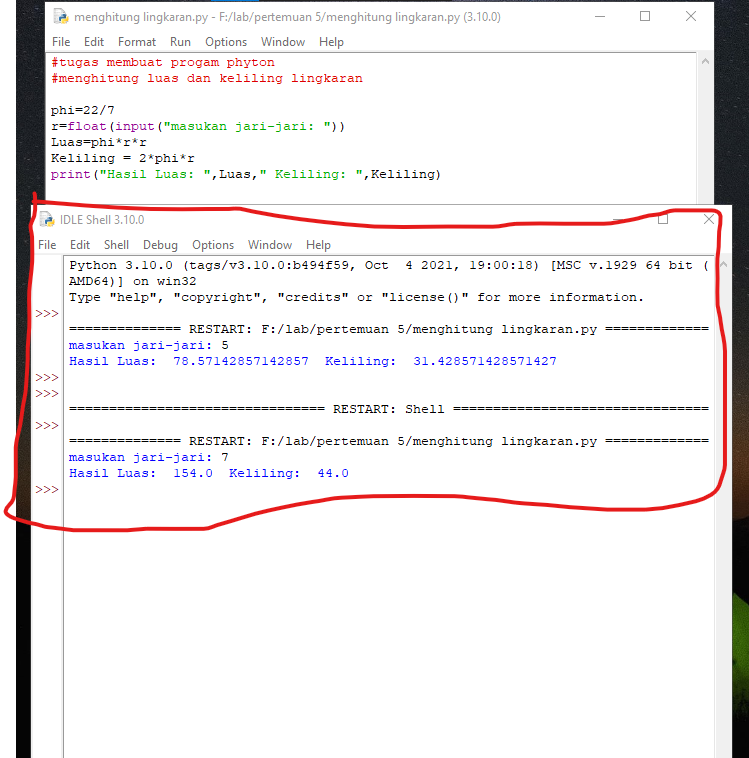 menghitung lingkaran.py - F:/lab/pertemuan 5/menghitung lingkaran.py (3.10.0)
File Edit Format Run Options Window Help
#tugas membuat progam phyton
#menghitung luas dan keliling lingkaran
phi=22/7
r=float(input("masukan jari-jari: "))
Luas=phi*r*r
Keliling = 2*phi*r
print("Hasil Luas: ",Luas," Keliling: ",Keliling)
IDLE Shell 3.10.0
File Edit Shell Debug Options Window Help
Python 3.10.0 (tags/v3.10.0:b494f59, Oct  4 2021, 19:00:18) [MSC v.1929 64 bit (
AMD64)] on win32
Type "help", "copyright", "credits" or "license()" for more information.
>>>
============== RESTART: F:/lab/pertemuan 5/menghitung lingkaran.py =============
masukan jari-jari: 5
Hasil Luas:  78.57142857142857  Keliling:  31.428571428571427
>>>
>>>
================================ RESTART: Shell ================================
>>>
============== RESTART: F:/lab/pertemuan 5/menghitung lingkaran.py =============
masukan jari-jari: 7
Hasil Luas:  154.0  Keliling:  44.0
>>>